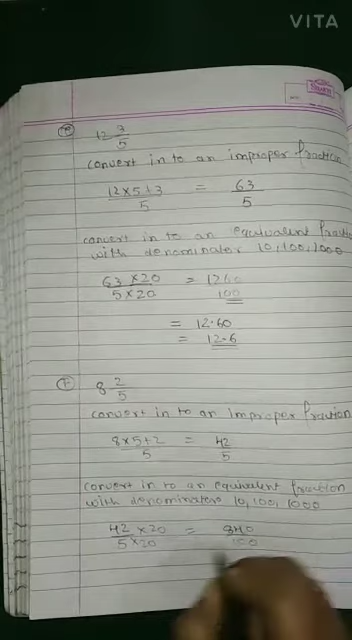 VITA
e 12 3/5
convert in to an improper fraction
12×5+3/5 = 63/5
convert in to an equivalent fraction
with denominater 10,100,1000
63×20/5×20 = 1260/100
= 12.60
= 12.6
f 8 2/5
convert in to an improper fraction
8×5+2/5 = 42/5
convert in to an equivalent fraction
with denominaters 10,100,1000
42×20/5×20 = 840/100